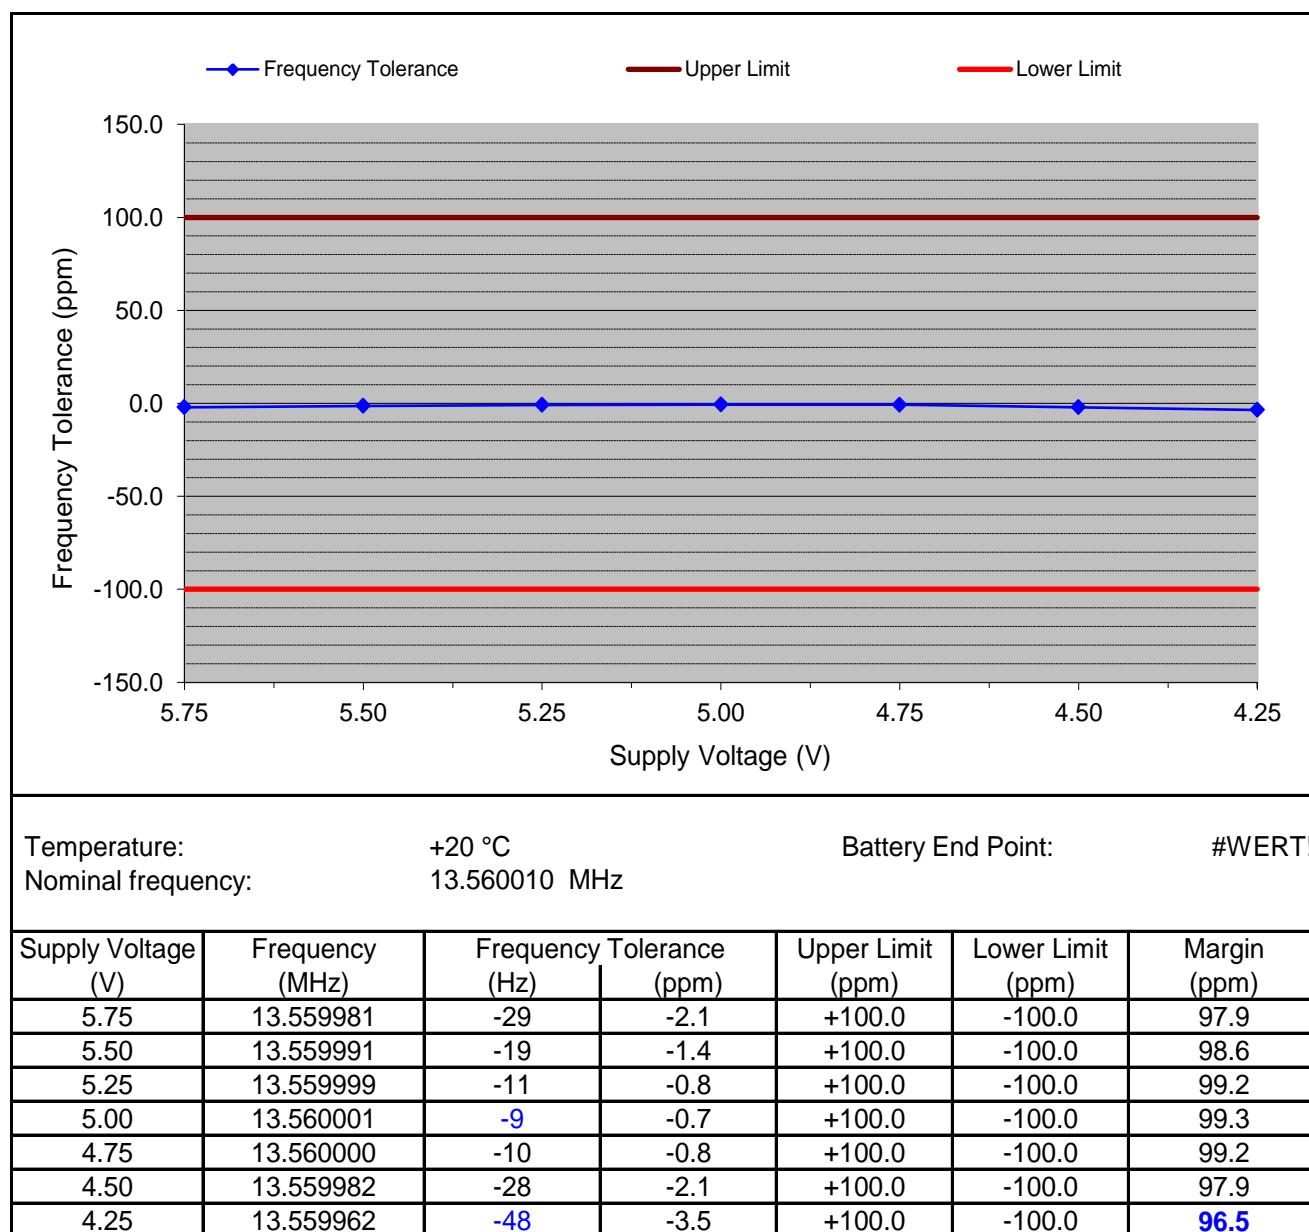 Frequency Tolerance Upper Limit Lower Limit
150.0
100.0
50.0
0.0
-50.0
-100.0
-150.0
Frequency Tolerance (ppm)
5.75 5.50 5.25 5.00 4.75 4.50 4.25
Supply Voltage (V)
Temperature: +20 °C Battery End Point: #WERT!
Nominal frequency: 13.560010 MHz
Supply Voltage Frequency Frequency Tolerance Upper Limit Lower Limit Margin
(V) (MHz) (Hz) (ppm) (ppm) (ppm) (ppm)
5.75 13.559981 -29 -2.1 +100.0 -100.0 97.9
5.50 13.559991 -19 -1.4 +100.0 -100.0 98.6
5.25 13.559999 -11 -0.8 +100.0 -100.0 99.2
5.00 13.560001 -9 -0.7 +100.0 -100.0 99.3
4.75 13.560000 -10 -0.8 +100.0 -100.0 99.2
4.50 13.559982 -28 -2.1 +100.0 -100.0 97.9
4.25 13.559962 -48 -3.5 +100.0 -100.0 96.5